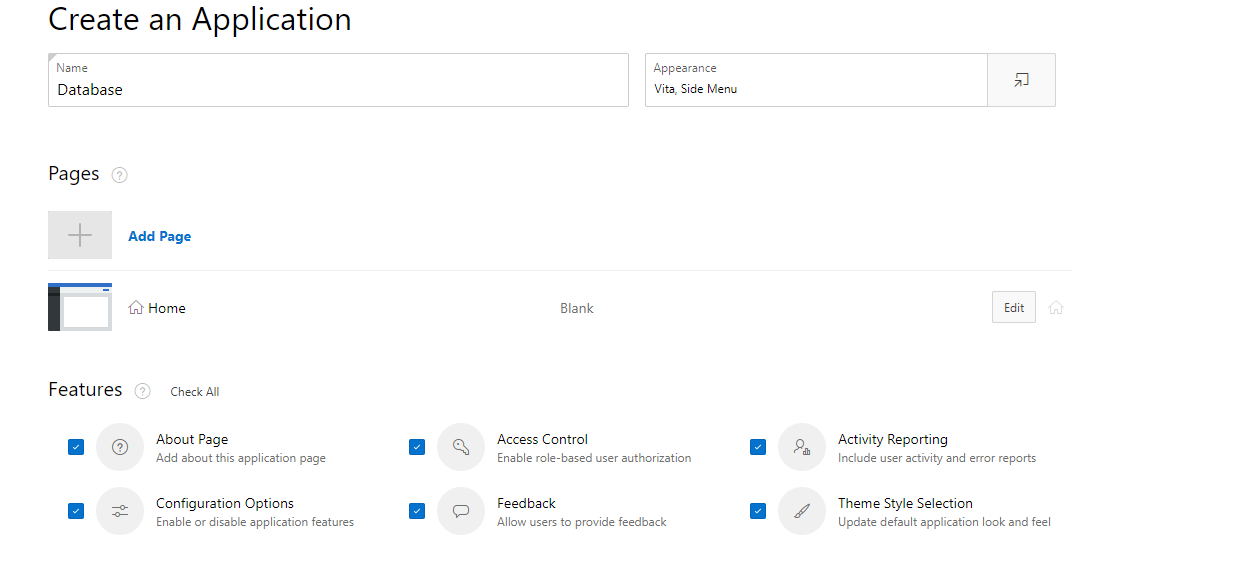 Create an Application
Name
Database
Appearance
Vita, Side Menu
Pages ?
Add Page
Home
Blank
Edit
Features ?
Check All
About Page
Add about this application page
Access Control
Enable role-based user authorization
Activity Reporting
Include user activity and error reports
Configuration Options
Enable or disable application features
Feedback
Allow users to provide feedback
Theme Style Selection
Update default application look and feel